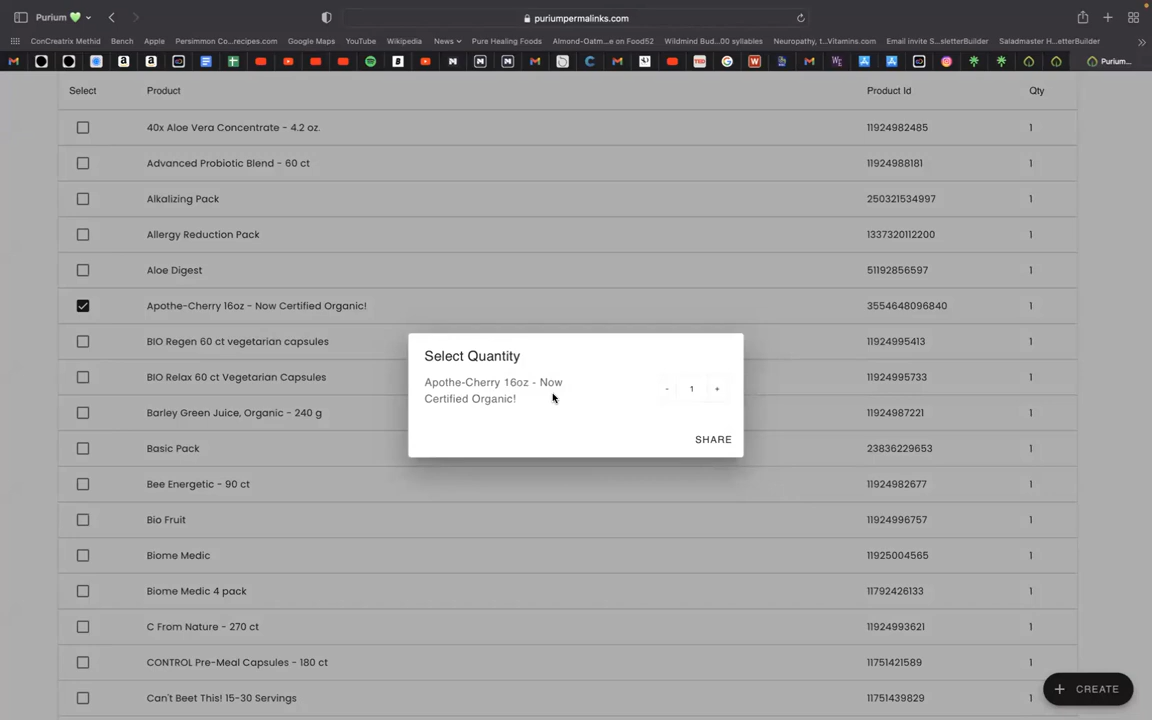 Purium 💚
puriumpermalinks.com
ConCreatrix Methid Bench Apple Persimmon Co...recipes.com Google Maps YouTube Wikipedia News Pure Healing Foods Almond-Oatm...e on Food52 Wildmind Bud...00 syllables Neuropathy, t...Vitamins.com Email invite S...sletterBuilder Saladmaster H...etterBuilder
Purium...
Select Product Product Id Qty
40x Aloe Vera Concentrate - 4.2 oz. 11924982485 1
Advanced Probiotic Blend - 60 ct 11924988181 1
Alkalizing Pack 250321534997 1
Allergy Reduction Pack 1337320112200 1
Aloe Digest 51192856597 1
Apothe-Cherry 16oz - Now Certified Organic! 3554648096840 1
BIO Regen 60 ct vegetarian capsules 11924995413 1
BIO Relax 60 ct Vegetarian Capsules 11924995733 1
Barley Green Juice, Organic - 240 g 11924987221 1
Basic Pack 23836229653 1
Bee Energetic - 90 ct 11924982677 1
Bio Fruit 11924996757 1
Biome Medic 11925004565 1
Biome Medic 4 pack 11792426133 1
C From Nature - 270 ct 11924993621 1
CONTROL Pre-Meal Capsules - 180 ct 11751421589 1
Can't Beet This! 15-30 Servings 11751439829 1
Select Quantity
Apothe-Cherry 16oz - Now
Certified Organic!
- 1 +
SHARE
+ CREATE